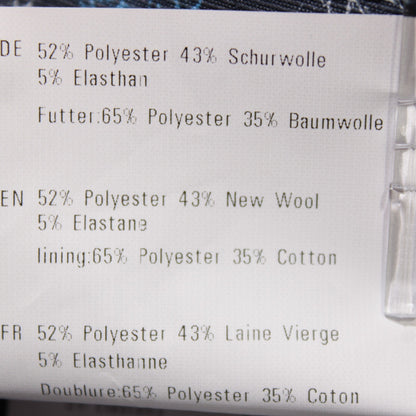 DE 52% Polyester 43% Schurwolle
5% Elasthan
Futter:65% Polyester 35% Baumwolle
EN 52% Polyester 43% New Wool
5% Elastane
lining:65% Polyester 35% Cotton
FR 52% Polyester 43% Laine Vierge
5% Elasthanne
Doublure:65% Polyester 35% Coton